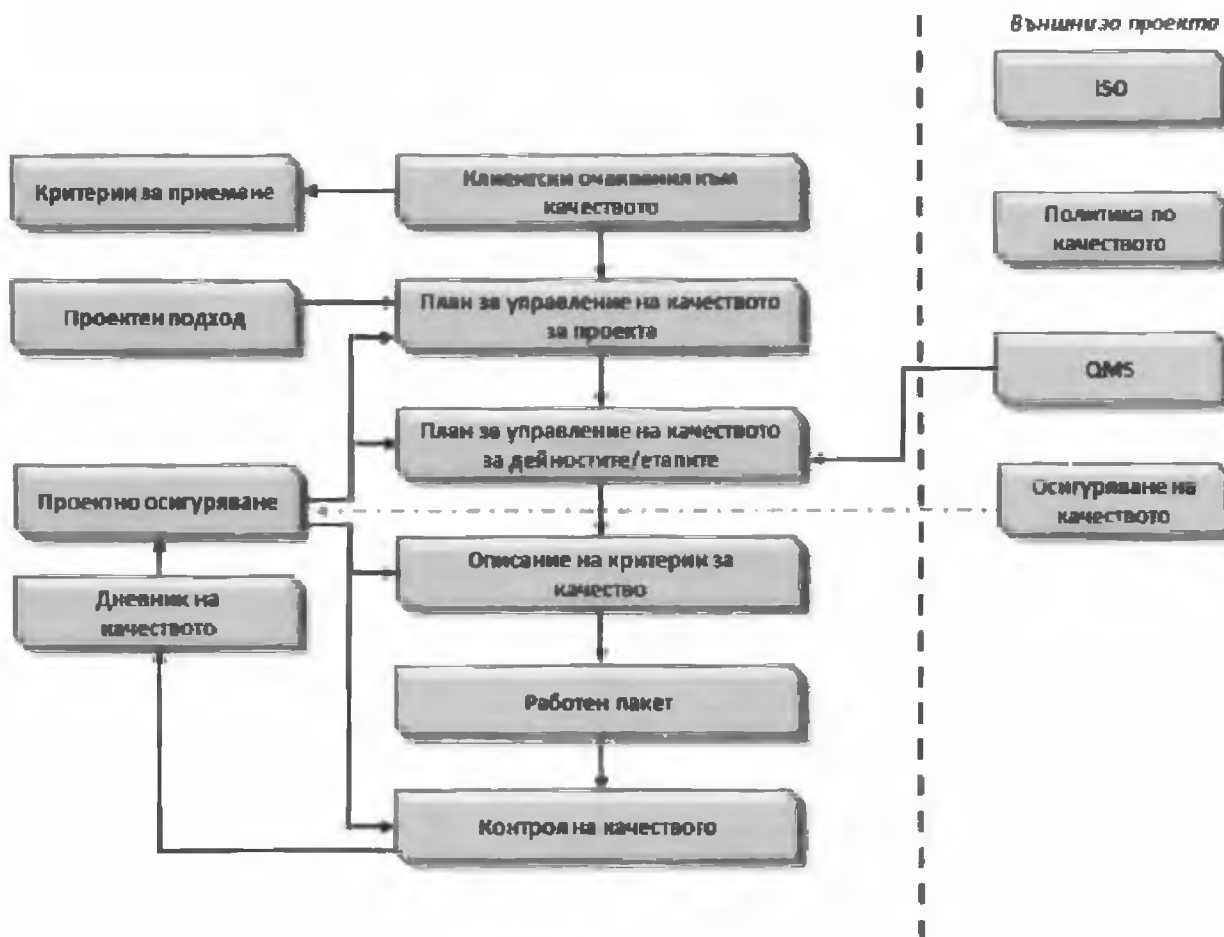 Външни за проекта
ISO
Критерии за приемане
Клиентски очаквания към
качеството
Политика по
качеството
Проектен подход
План за управление на качеството
за проекта
QMS
План за управление на качеството
за дейностите/етапите
Проектно осигуряване
Осигуряване на
качеството
Описание на критерии за
качество
Дневник на
качеството
Работен пакет
Контрол на качеството